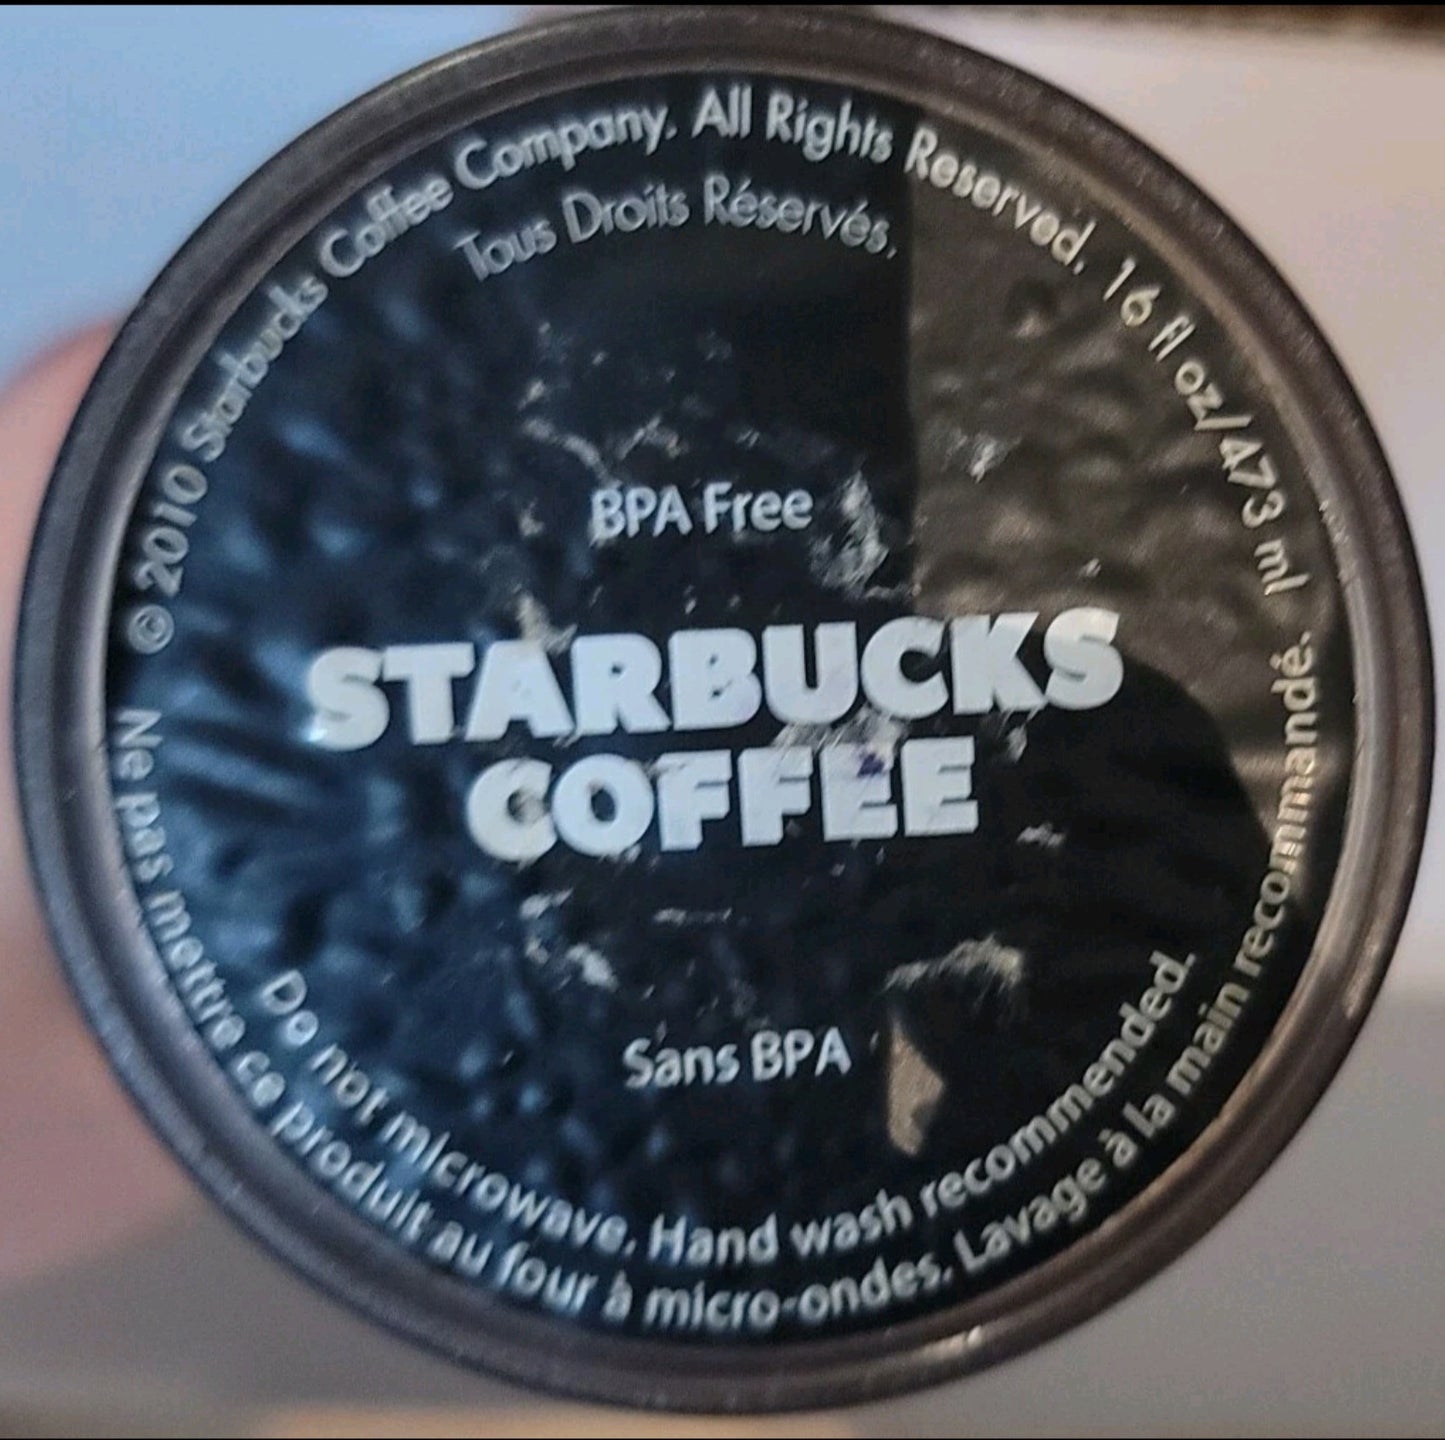 © 2010 Starbucks Coffee Company. All Rights Reserved. 16 fl oz/473 ml
Tous Droits Réservés.
BPA Free
STARBUCKS
COFFEE
Sans BPA
Do not microwave. Hand wash recommended.
Ne pas mettre ce produit au four à micro-ondes. Lavage à la main recommandé.